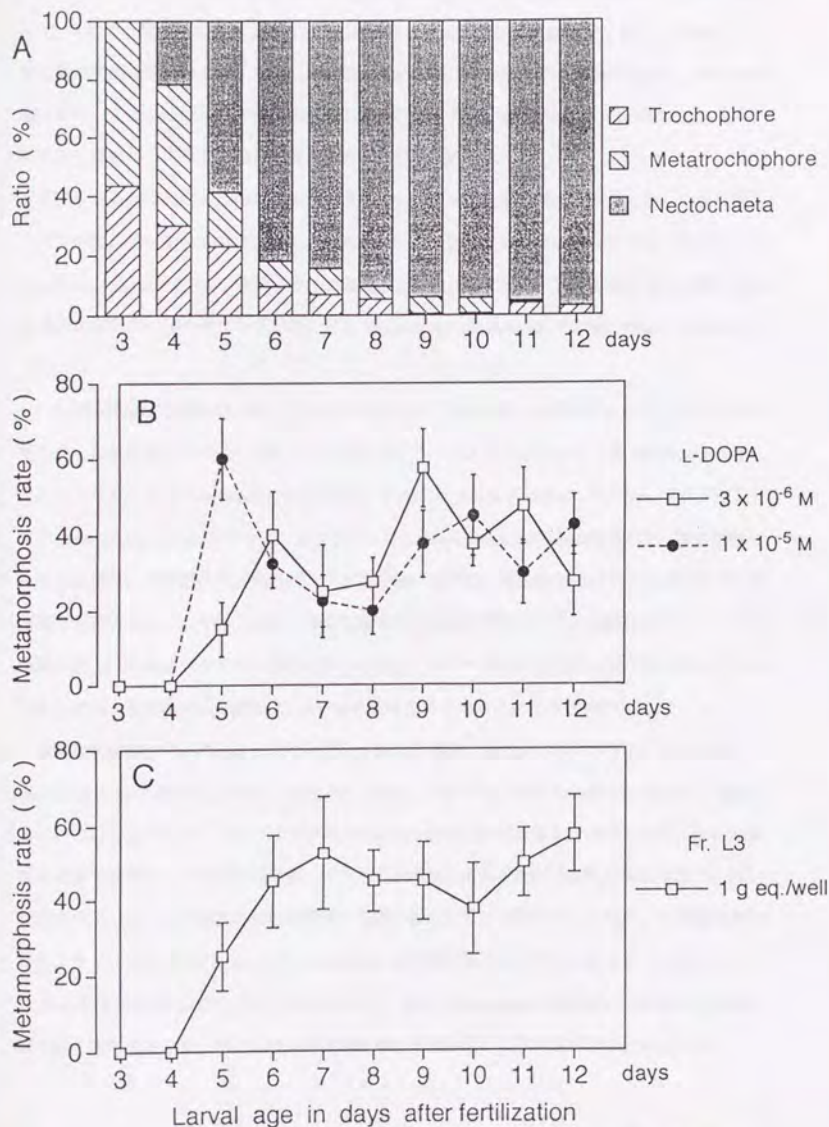 A
Ratio (%)
100
80
60
40
20
0
3 4 5 6 7 8 9 10 11 12 days
Trochophore
Metatrochophore
Nectochaeta
B
Metamorphosis rate ( % )
80
60
40
20
0
3 4 5 6 7 8 9 10 11 12 days
L-DOPA
3 x 10⁻⁶ M
1 x 10⁻⁵ M
C
Metamorphosis rate ( % )
80
60
40
20
0
3 4 5 6 7 8 9 10 11 12 days
Fr. L3
1 g eq./well
Larval age in days after fertilization